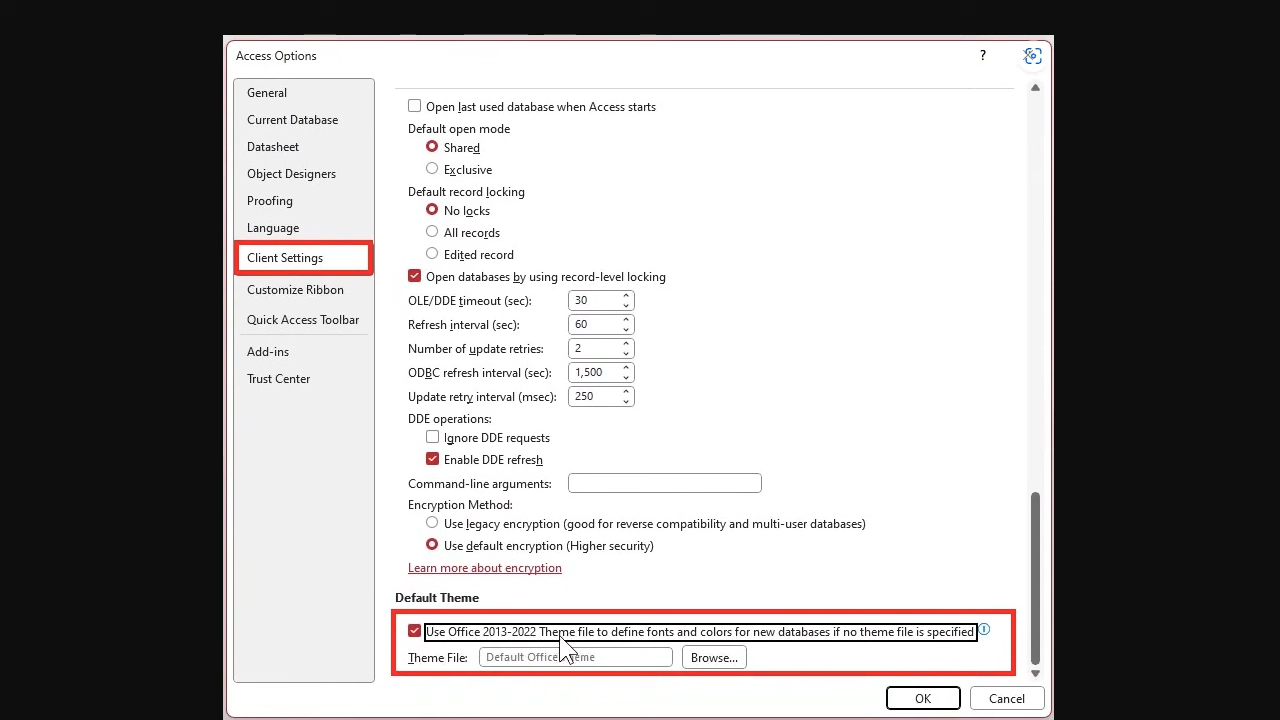 Access Options
?
General
Current Database
Datasheet
Object Designers
Proofing
Language
Client Settings
Customize Ribbon
Quick Access Toolbar
Add-ins
Trust Center
Open last used database when Access starts
Default open mode
Shared
Exclusive
Default record locking
No locks
All records
Edited record
Open databases by using record-level locking
OLE/DDE timeout (sec): 30
Refresh interval (sec): 60
Number of update retries: 2
ODBC refresh interval (sec): 1,500
Update retry interval (msec): 250
DDE operations:
Ignore DDE requests
Enable DDE refresh
Command-line arguments:
Encryption Method:
Use legacy encryption (good for reverse compatibility and multi-user databases)
Use default encryption (Higher security)
Learn more about encryption
Default Theme
Use Office 2013-2022 Theme file to define fonts and colors for new databases if no theme file is specified
Theme File: Default Office Theme Browse...
OK Cancel